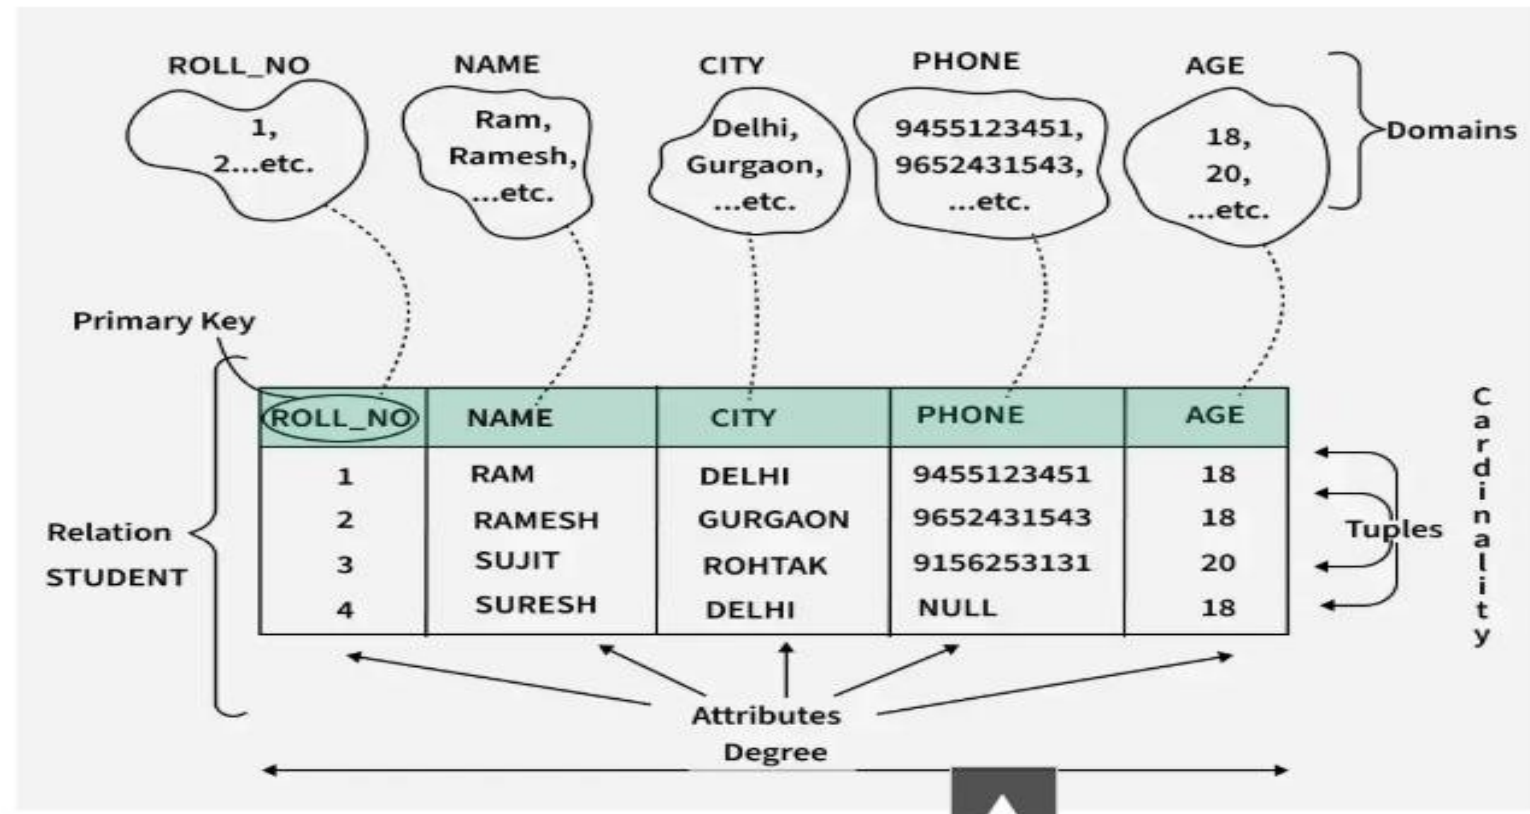 ROLL_NO NAME CITY PHONE AGE
1,
2...etc.
Ram,
Ramesh,
...etc.
Delhi,
Gurgaon,
...etc.
9455123451,
9652431543,
...etc.
18,
20,
...etc.
Domains
Primary Key
ROLL_NO NAME CITY PHONE AGE
1 RAM DELHI 9455123451 18
2 RAMESH GURGAON 9652431543 18
3 SUJIT ROHTAK 9156253131 20
4 SURESH DELHI NULL 18
Relation
STUDENT
Tuples
Cardinality
Attributes
Degree